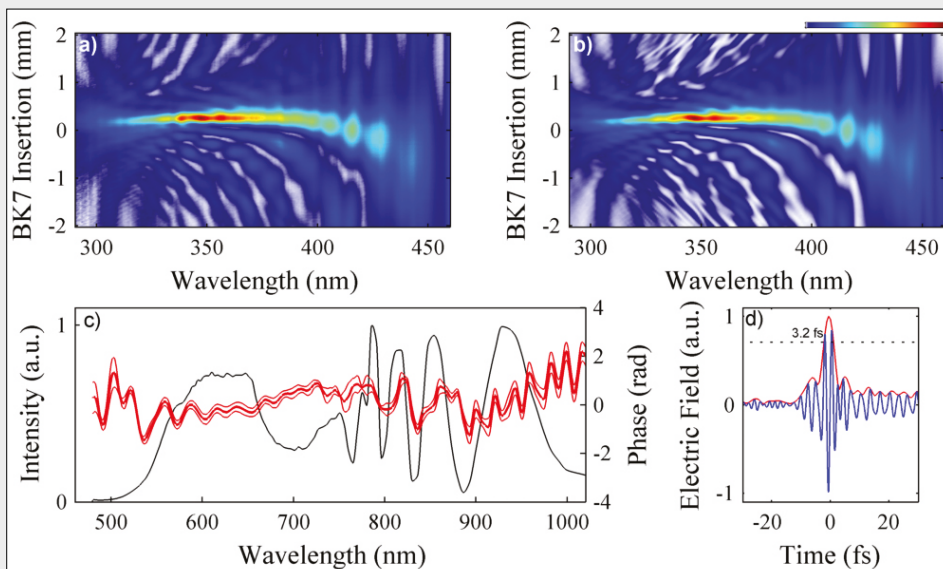 a)
BK7 Insertion (mm)
2
1
0
-1
-2
300 350 400 450
Wavelength (nm)
b)
BK7 Insertion (mm)
2
1
0
-1
-2
300 350 400 450
Wavelength (nm)
c)
Intensity (a.u.)
1
0
4
2
0
-2
-4
Phase (rad)
500 600 700 800 900 1000
Wavelength (nm)
d)
Electric Field (a.u.)
1
0
-1
3.2 fs
-20 0 20
Time (fs)